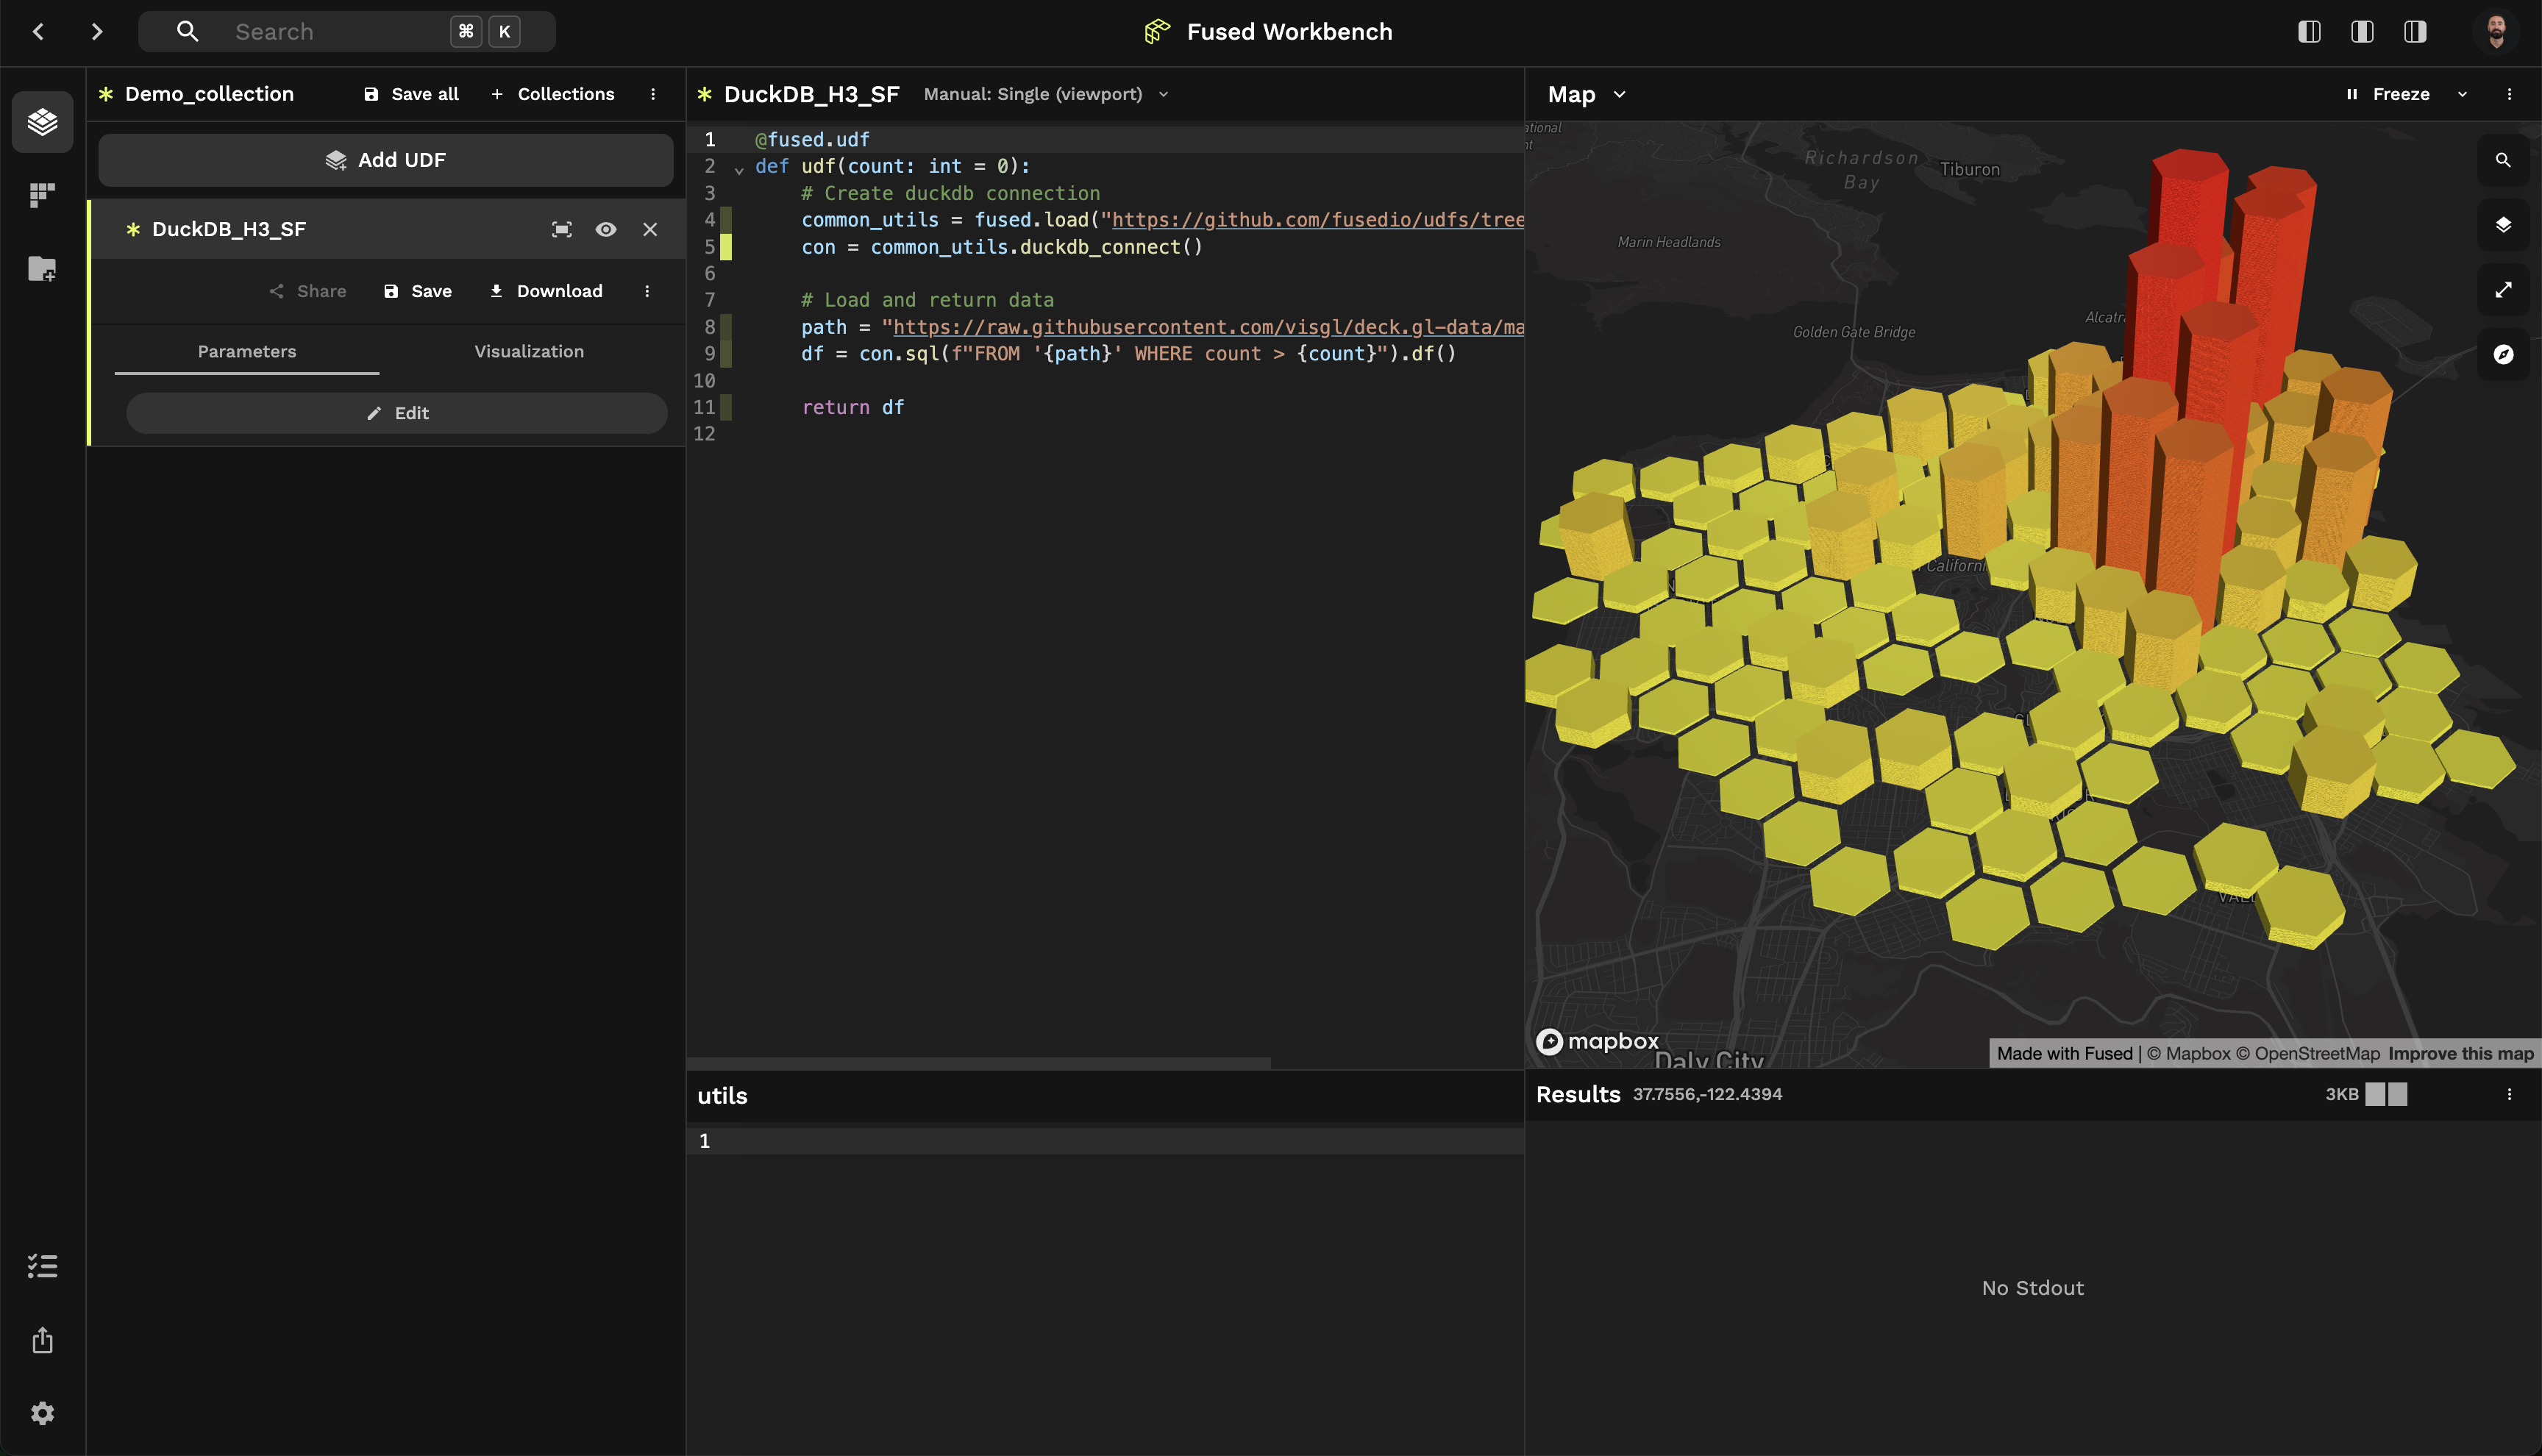 Search ⌘ K
Fused Workbench
* Demo_collection
Save all
+ Collections
Add UDF
* DuckDB_H3_SF
Share
Save
Download
Parameters
Visualization
Edit
* DuckDB_H3_SF
Manual: Single (viewport)
1 @fused.udf
2 def udf(count: int = 0):
3 # Create duckdb connection
4 common_utils = fused.load("https://github.com/fusedio/udfs/tree
5 con = common_utils.duckdb_connect()
6
7 # Load and return data
8 path = "https://raw.githubusercontent.com/visgl/deck.gl-data/ma
9 df = con.sql(f"FROM '{path}' WHERE count > {count}").df()
10
11 return df
12
utils
1
Map
Freeze
Richardson
Bay
Tiburon
Marin Headlands
Golden Gate Bridge
Alcatr
Californi
Daly City
mapbox
Made with Fused | © Mapbox © OpenStreetMap Improve this map
Results 37.7556,-122.4394
3KB
No Stdout